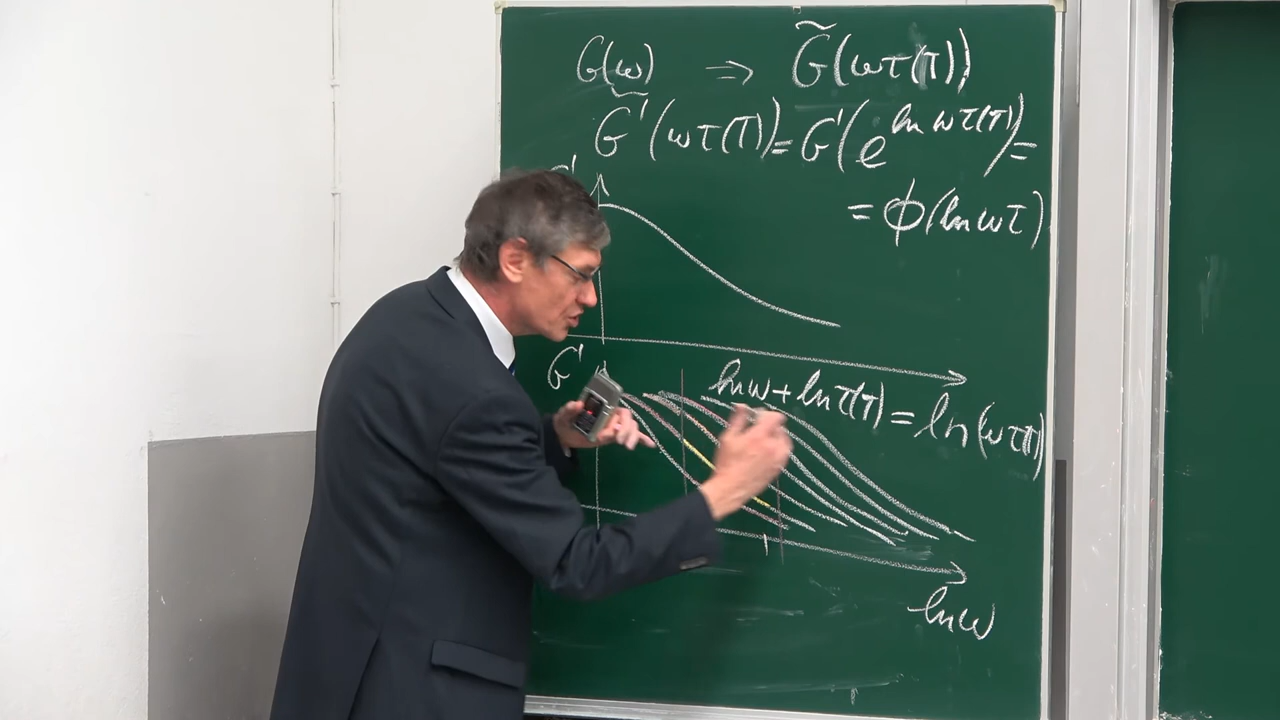 G(ω) ⇒ G̃(ωτ(T))
G̃'(ωτ(T)) = G'(e^{ln ωτ(T)}) =
= ϕ(ln ωτ)
G'
G'
ln ω + ln τ(T) = ln(ωτ(T))
ln ω